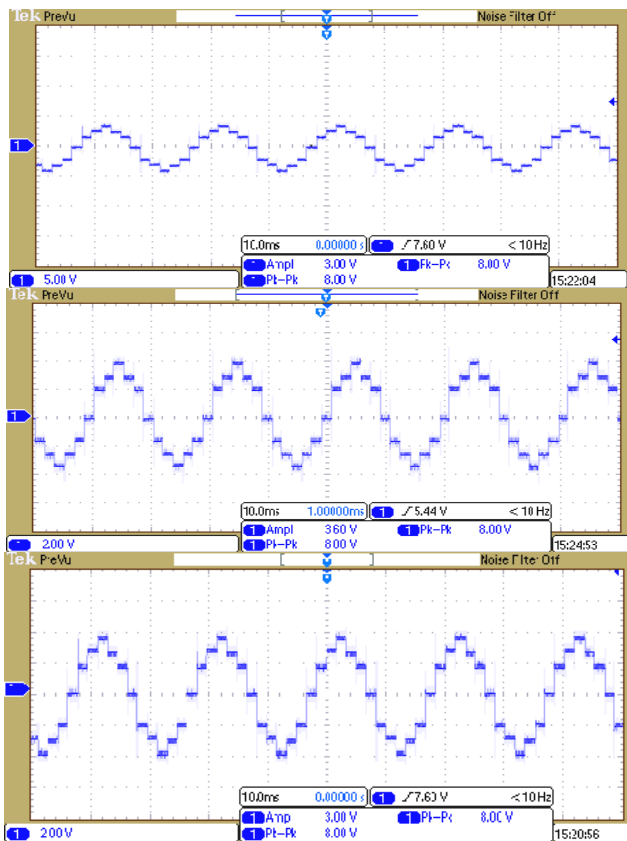 Tek PreVu Noise Filter Off
1
10.0ms 0.00000 s 7.60 V < 10 Hz
Ampl 3.00 V 1 Pk-Pk 8.00 V
Pk-Pk 8.00 V
1 5.00 V 15:22:04
Tek PreVu Noise Filter Off
1
10.0ms 1.00000ms 1 5.44 V < 10 Hz
1 Ampl 3.60 V 1 Pk-Pk 8.00 V
1 Pk-Pk 8.00 V
1 2.00 V 15:24:53
Tek PreVu Noise Filter Off
10.0ms 0.00000 s 1 7.60 V < 10 Hz
1 Amp 3.00 V 1 Pk-Pk 8.00 V
1 Pk-Pk 8.00 V
1 2.00 V 15:20:56